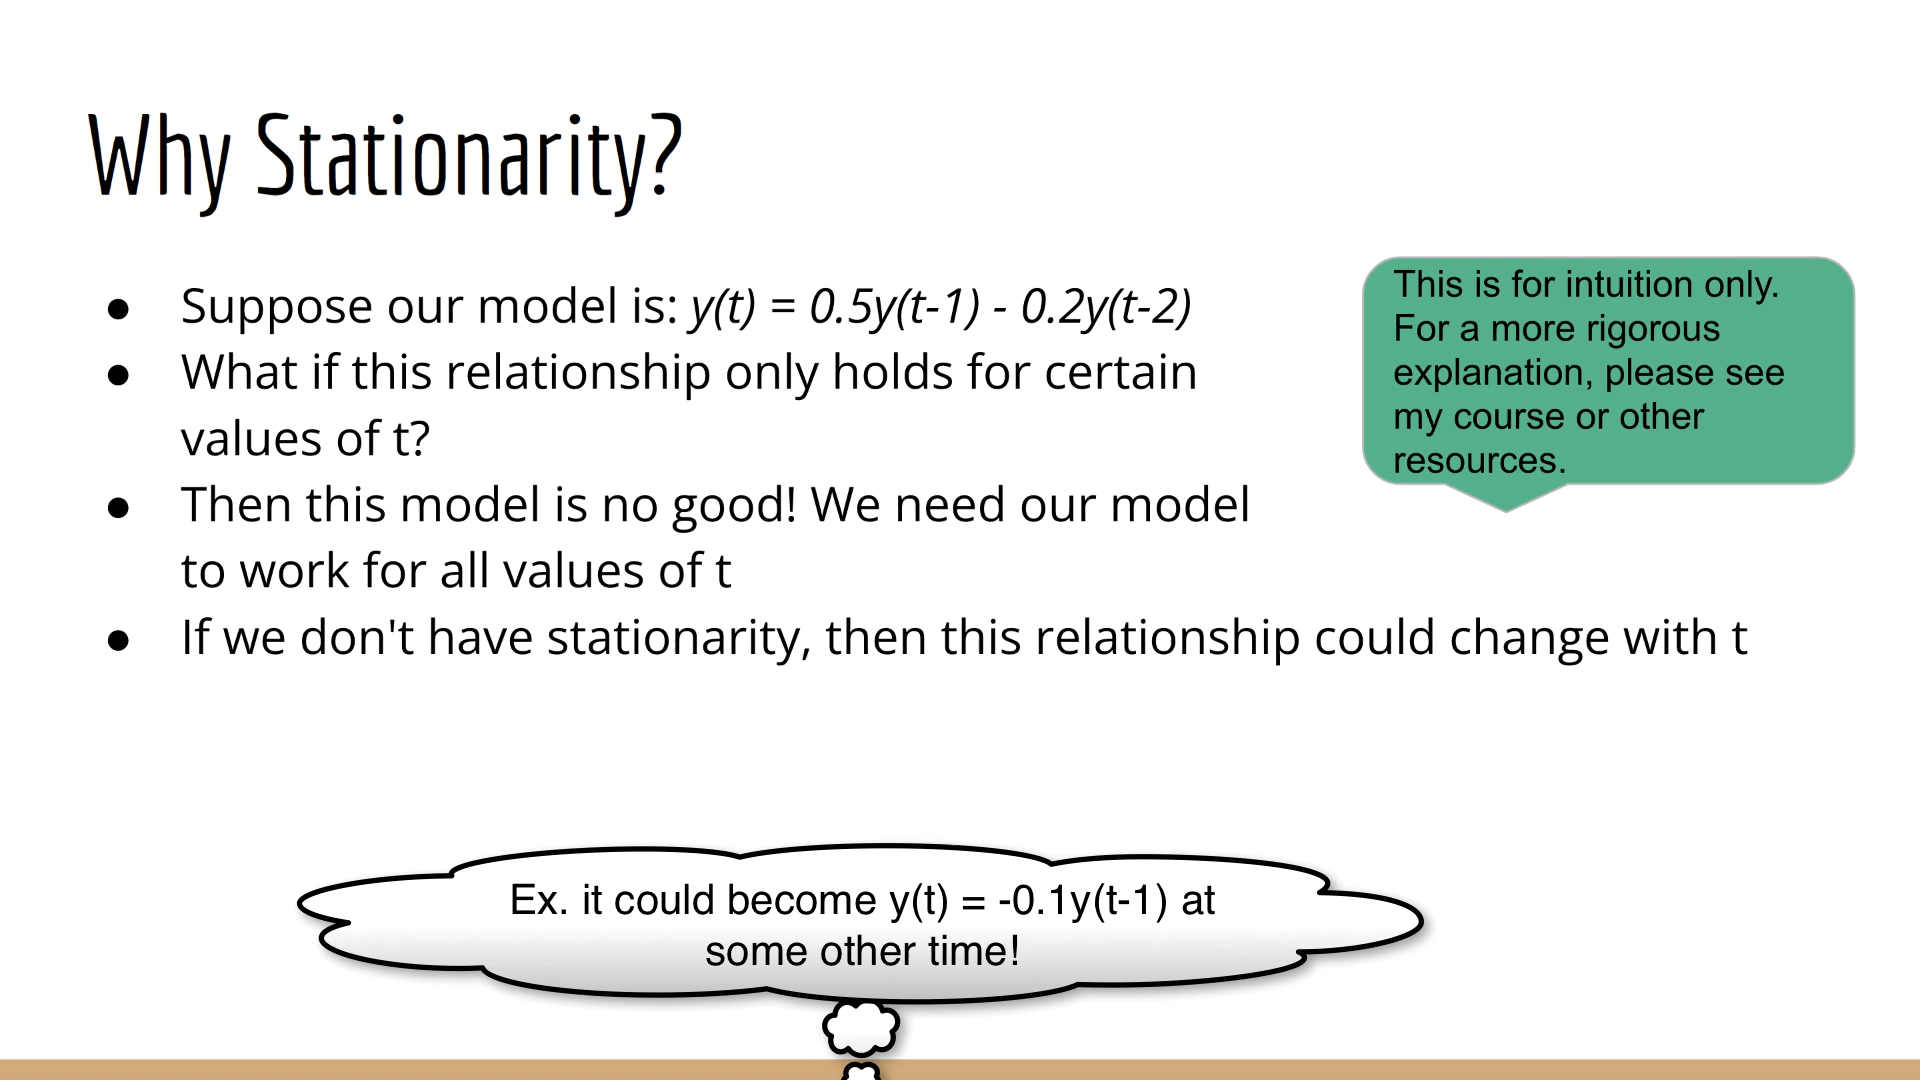 Why Stationarity?
● Suppose our model is: y(t) = 0.5y(t-1) - 0.2y(t-2)
● What if this relationship only holds for certain
values of t?
● Then this model is no good! We need our model
to work for all values of t
● If we don't have stationarity, then this relationship could change with t
This is for intuition only.
For a more rigorous
explanation, please see
my course or other
resources.
Ex. it could become y(t) = -0.1y(t-1) at
some other time!